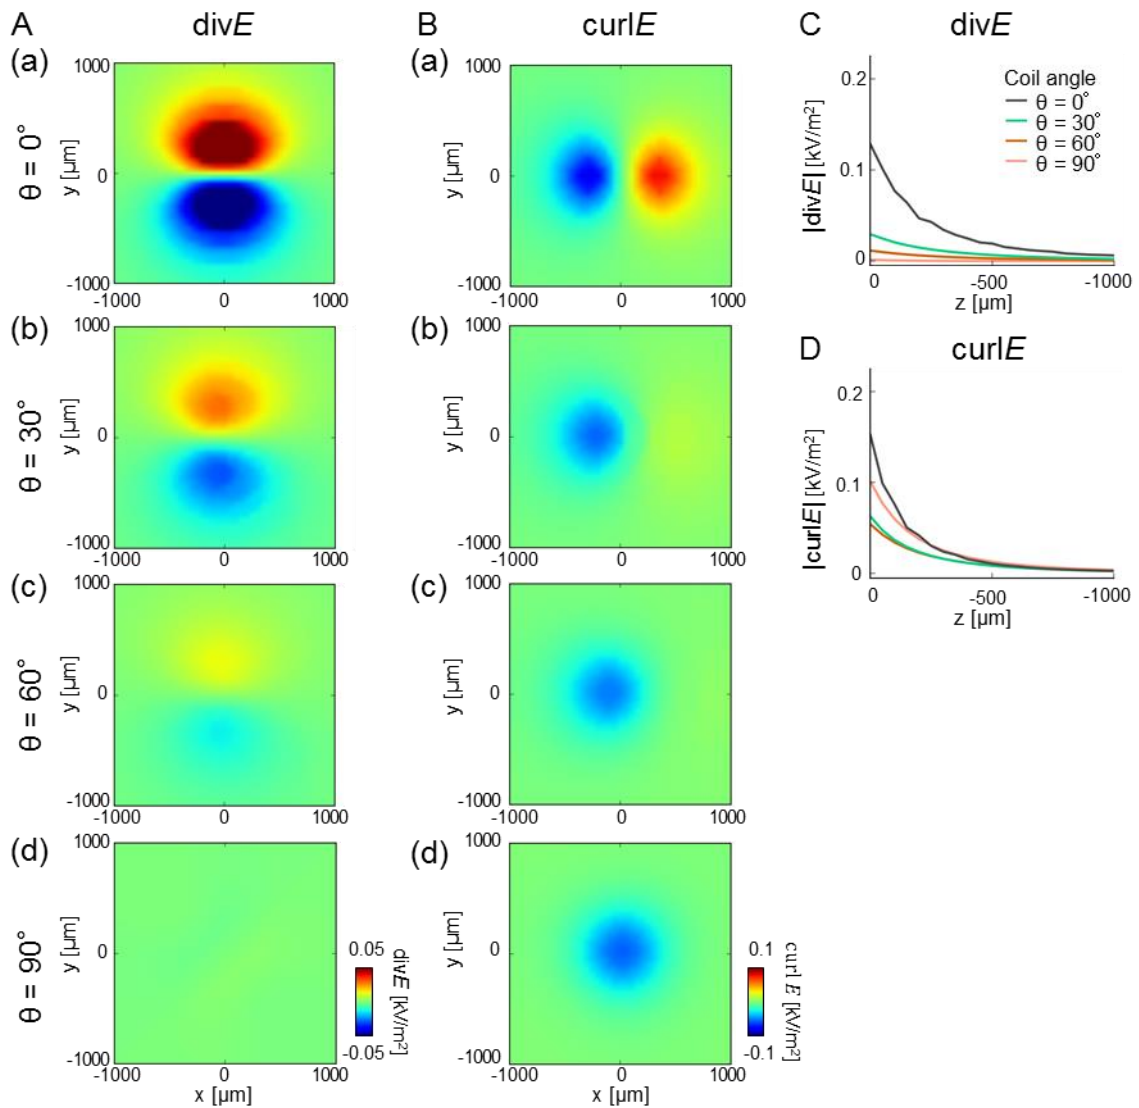 A
divE
(a)
θ = 0°
y [µm]
1000
0
-1000
-1000
0
1000
(b)
θ = 30°
y [µm]
1000
0
-1000
-1000
0
1000
(c)
θ = 60°
y [µm]
1000
0
-1000
-1000
0
1000
(d)
θ = 90°
y [µm]
1000
0
-1000
-1000
0
1000
x [µm]
0.05
-0.05
divE [kV/m²]
B
curlE
(a)
y [µm]
1000
0
-1000
-1000
0
1000
(b)
y [µm]
1000
0
-1000
-1000
0
1000
(c)
y [µm]
1000
0
-1000
-1000
0
1000
(d)
y [µm]
1000
0
-1000
-1000
0
1000
x [µm]
0.1
-0.1
curl E [kV/m²]
C
divE
|divE| [kV/m²]
0.2
0.1
0
0
-500
-1000
z [µm]
Coil angle
θ = 0°
θ = 30°
θ = 60°
θ = 90°
D
curlE
|curlE| [kV/m²]
0.2
0.1
0
0
-500
-1000
z [µm]